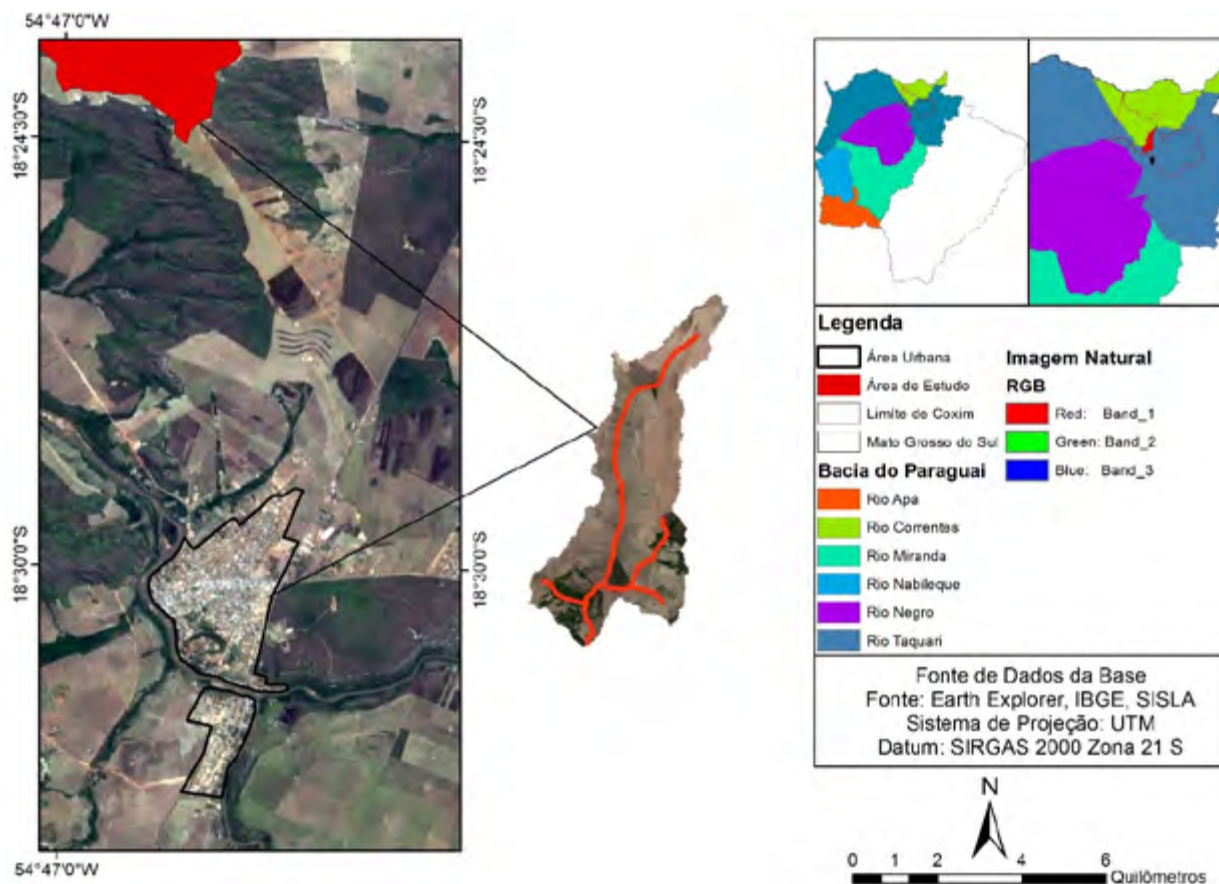 54°47'0"W
18°24'30"S
18°24'30"S
18°30'0"S
18°30'0"S
54°47'0"W
Legenda
Área Urbana
Área de Estudo
Limite de Coxim
Mato Grosso do Sul
Bacia do Paraguai
Rio Apa
Rio Correntes
Rio Miranda
Rio Nabileque
Rio Negro
Rio Taquari
Imagem Natural
RGB
Red: Band_1
Green: Band_2
Blue: Band_3
Fonte de Dados da Base
Fonte: Earth Explorer, IBGE, SISLA
Sistema de Projeção: UTM
Datum: SIRGAS 2000 Zona 21 S
N
0 1 2 4 6
Quilômetros